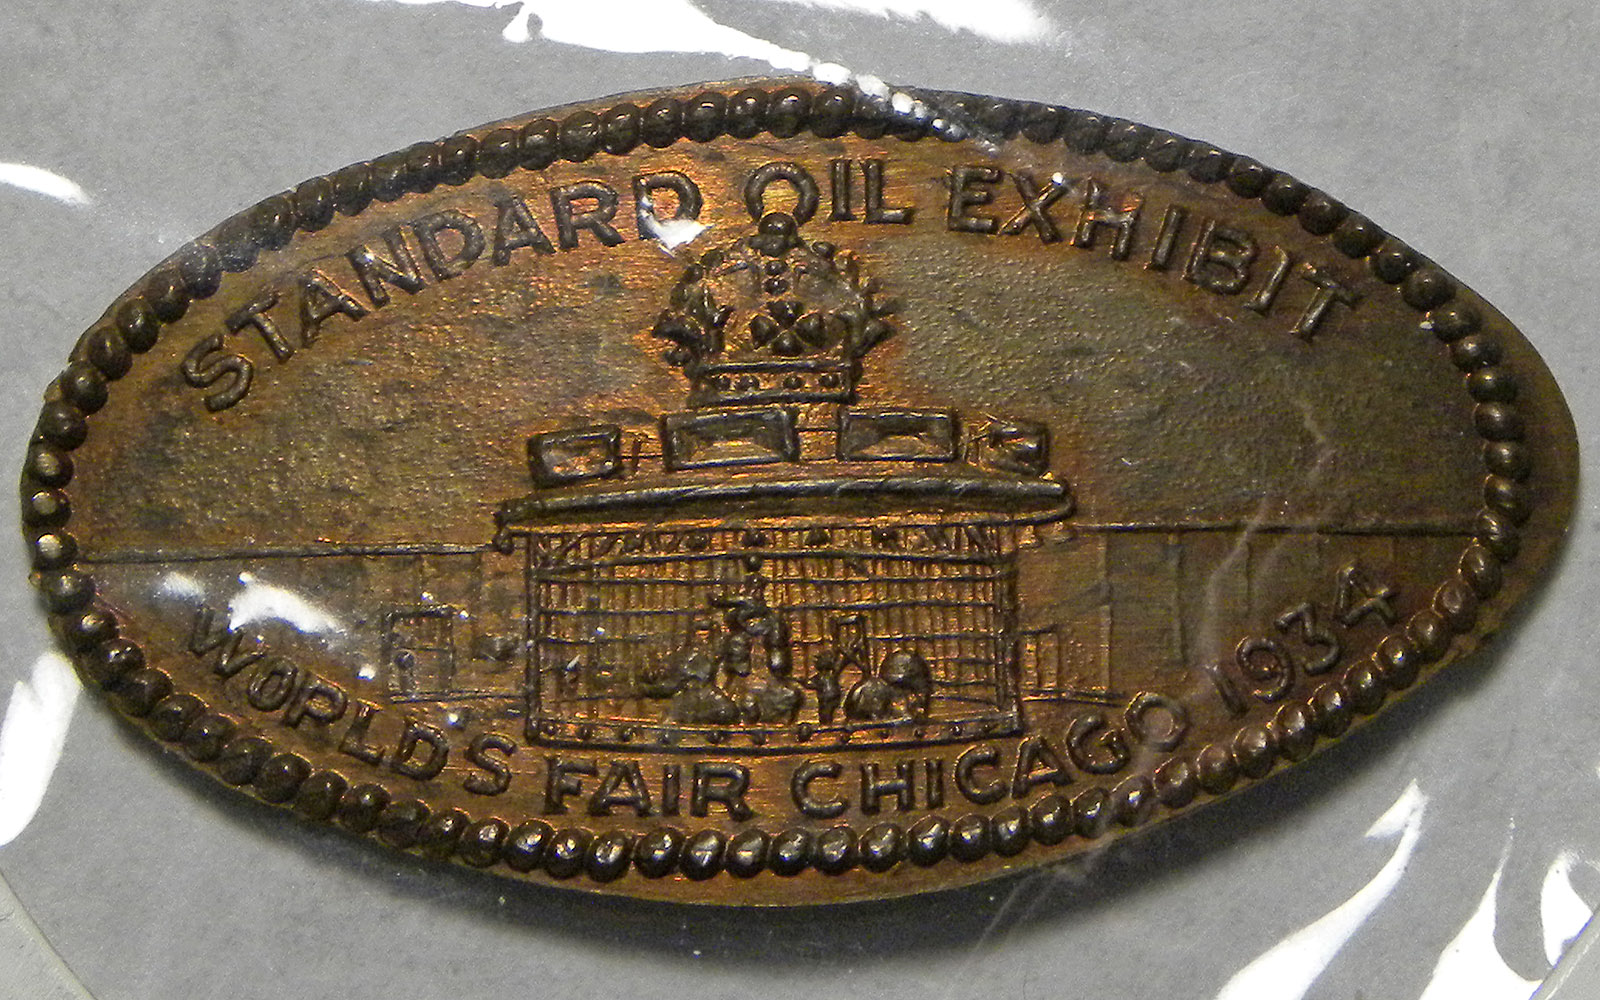 STANDARD OIL EXHIBIT
WORLD'S FAIR CHICAGO 1934